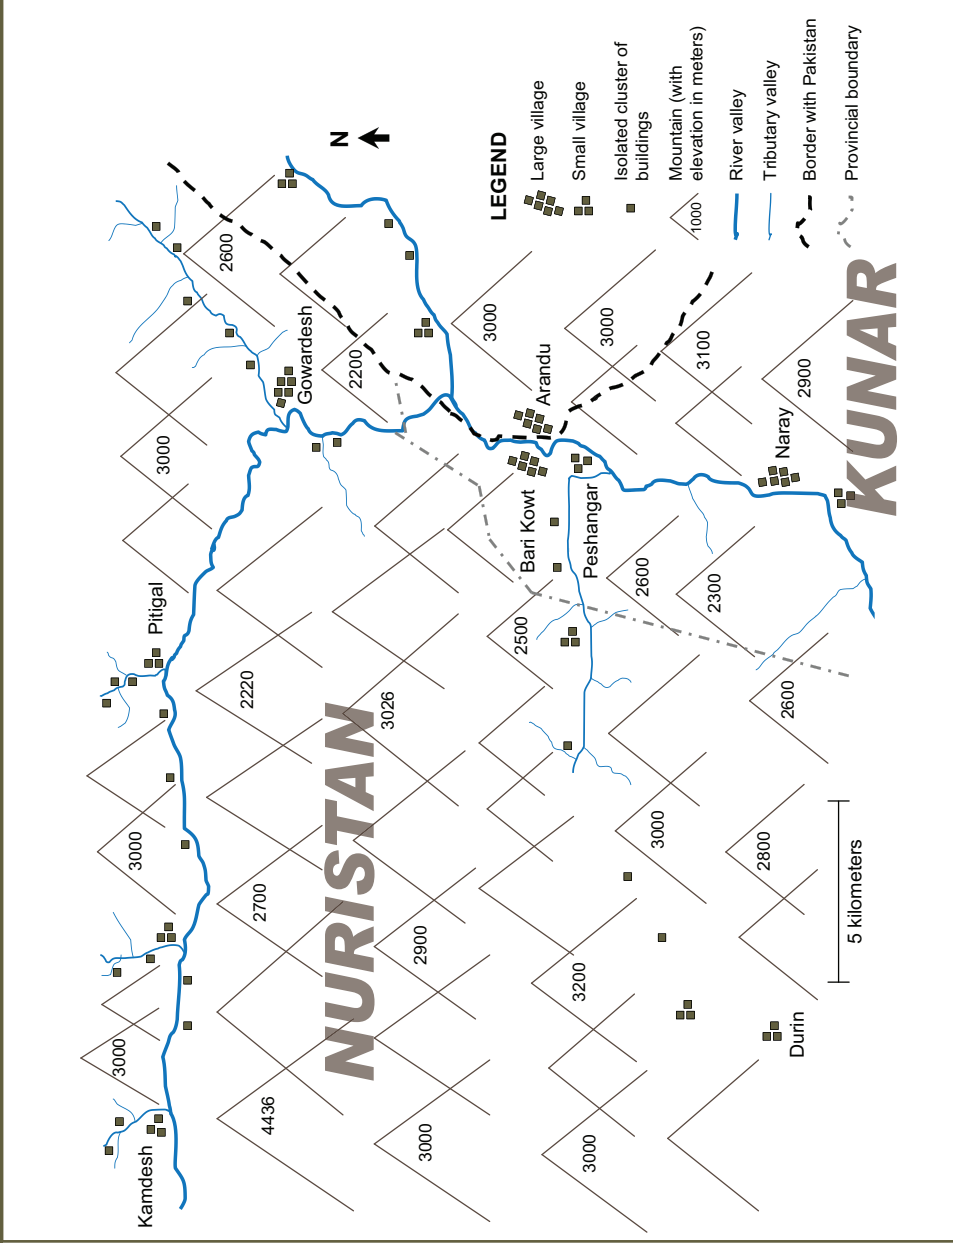 N
LEGEND
Large village
Small village
Isolated cluster of
buildings
1000
Mountain (with
elevation in meters)
River valley
Tributary valley
Border with Pakistan
Provincial boundary
Kamdesh
3000
3000
Pitigal
3000
Gowardesh
2600
4436
2700
2220
2200
NURISTAN
3000
2900
3026
3000
Bari Kowt
Arandu
2500
Peshangar
3000
3200
3000
3000
2600
3100
2300
Durin
2800
2600
Naray
2900
KUNAR
5 kilometers